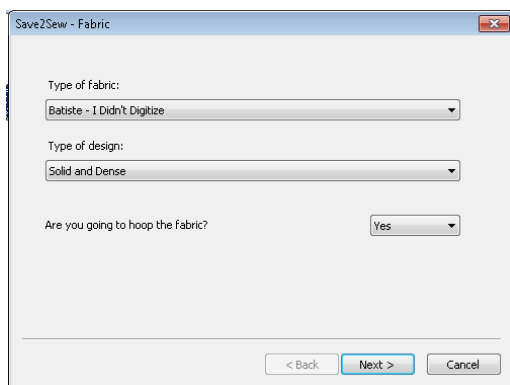 Save2Sew - Fabric
Type of fabric:
Batiste - I Didn't Digitize
Type of design:
Solid and Dense
Are you going to hoop the fabric? Yes
< Back Next > Cancel